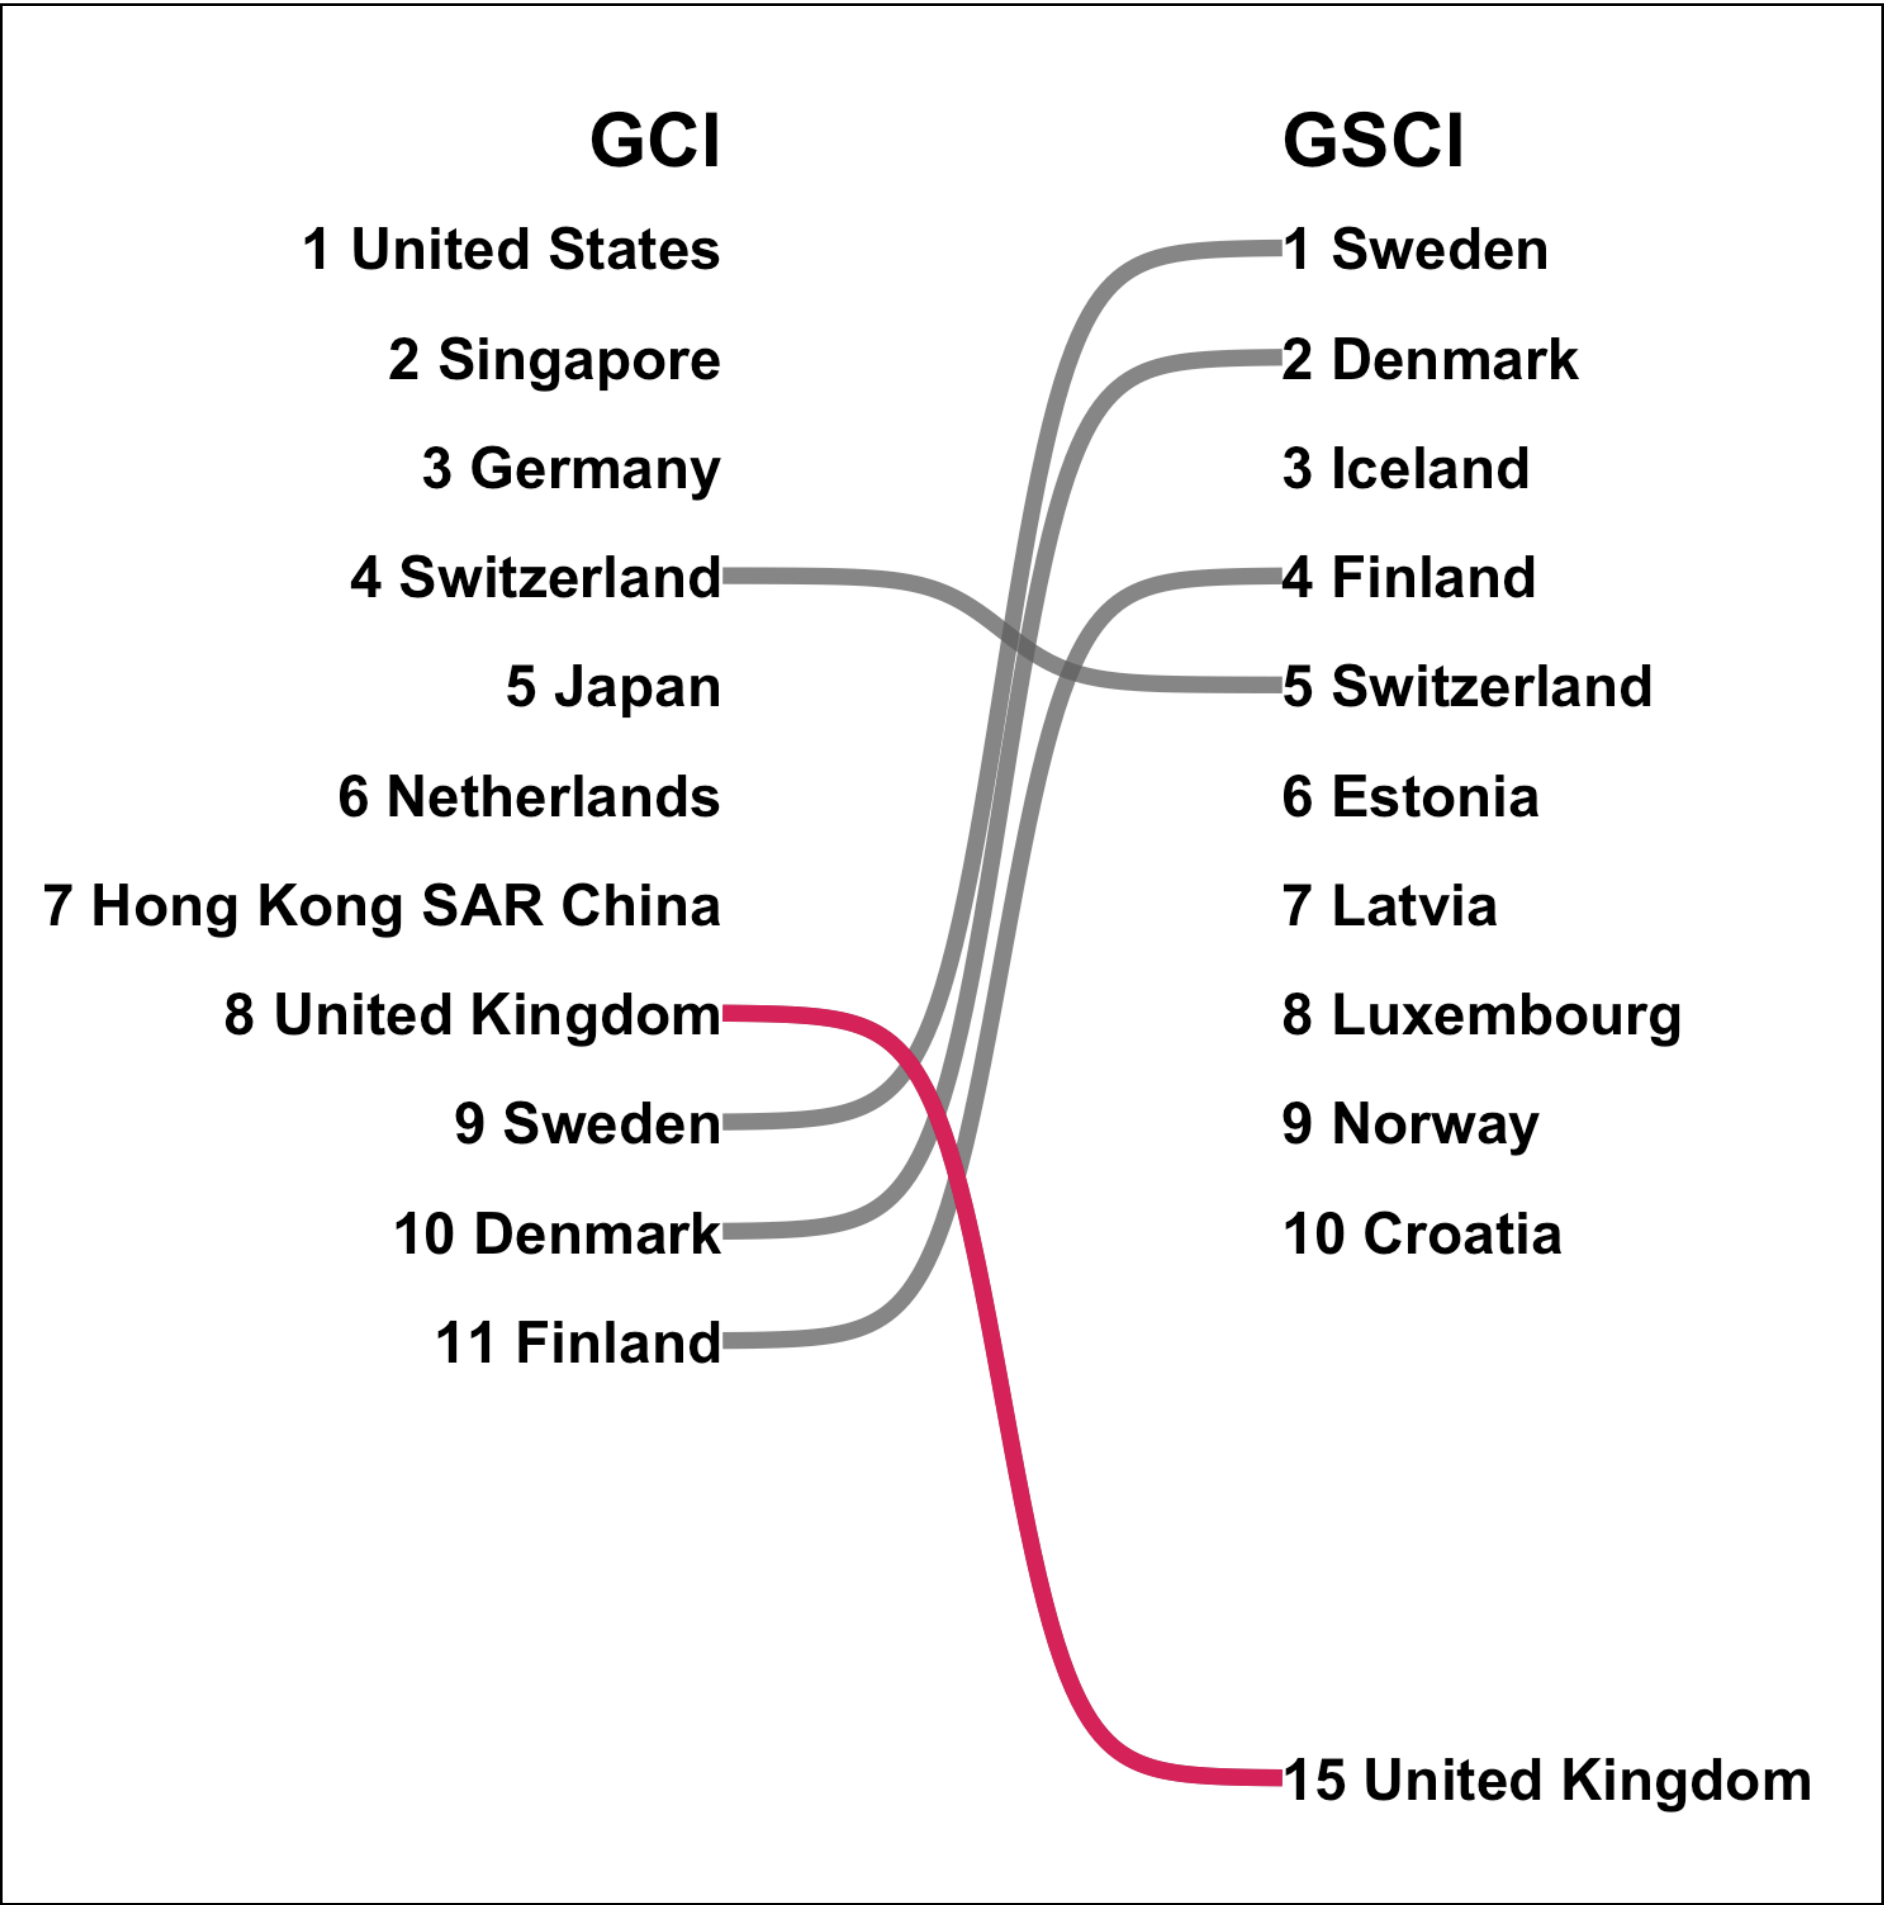 GCI
1 United States
2 Singapore
3 Germany
4 Switzerland
5 Japan
6 Netherlands
7 Hong Kong SAR China
8 United Kingdom
9 Sweden
10 Denmark
11 Finland
GSCI
1 Sweden
2 Denmark
3 Iceland
4 Finland
5 Switzerland
6 Estonia
7 Latvia
8 Luxembourg
9 Norway
10 Croatia
15 United Kingdom